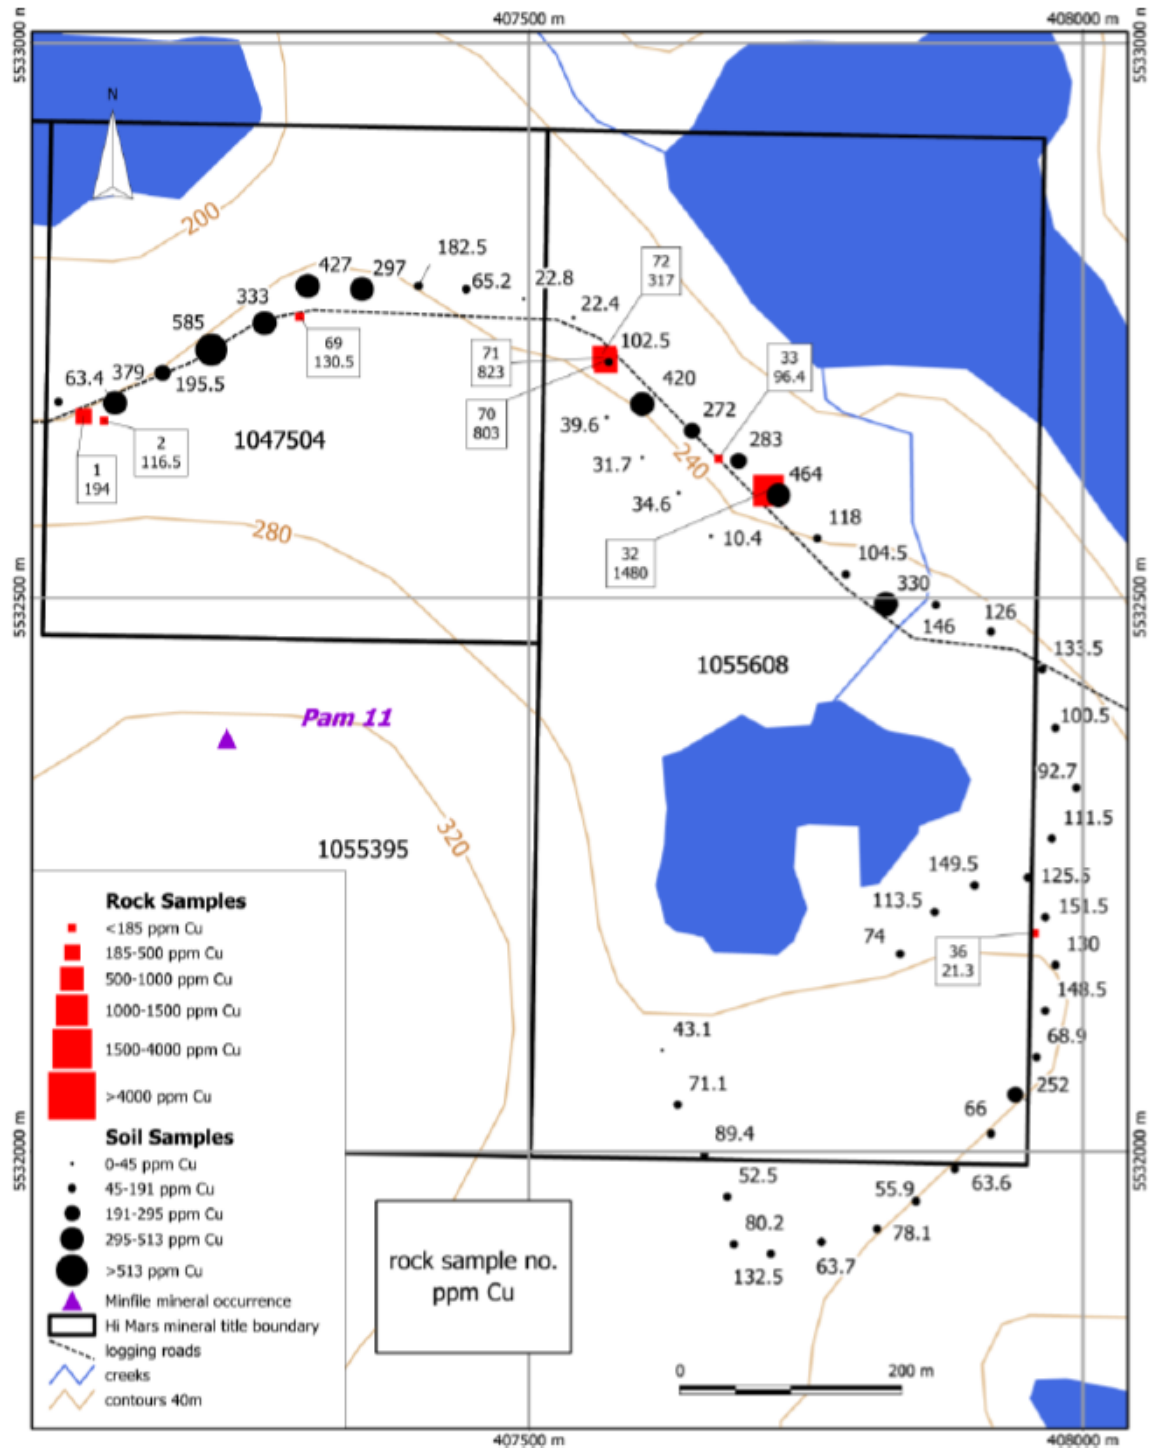 407500 m
408000 m
5533000 n
5533000 m
N
200
427
297
182.5
65.2
22.8
72
317
333
22.4
585
69
130.5
71
823
102.5
33
96.4
63.4
379
195.5
420
70
803
272
39.6
1047504
2
116.5
283
1
194
31.7
240
464
34.6
118
280
10.4
32
1480
104.5
5532500 m
5532500 m
330
146
126
133.5
1055608
Pam 11
100.5
92.7
111.5
320
1055395
149.5
125.5
113.5
151.5
74
36
21.3
130
148.5
43.1
68.9
71.1
252
66
89.4
5532000 m
5532000 m
52.5
55.9
63.6
80.2
78.1
132.5
63.7
Rock Samples
<185 ppm Cu
185-500 ppm Cu
500-1000 ppm Cu
1000-1500 ppm Cu
1500-4000 ppm Cu
>4000 ppm Cu
Soil Samples
0-45 ppm Cu
45-191 ppm Cu
191-295 ppm Cu
295-513 ppm Cu
>513 ppm Cu
Minfile mineral occurrence
Hi Mars mineral title boundary
logging roads
creeks
contours 40m
rock sample no.
ppm Cu
0
200 m
407500 m
408000 m